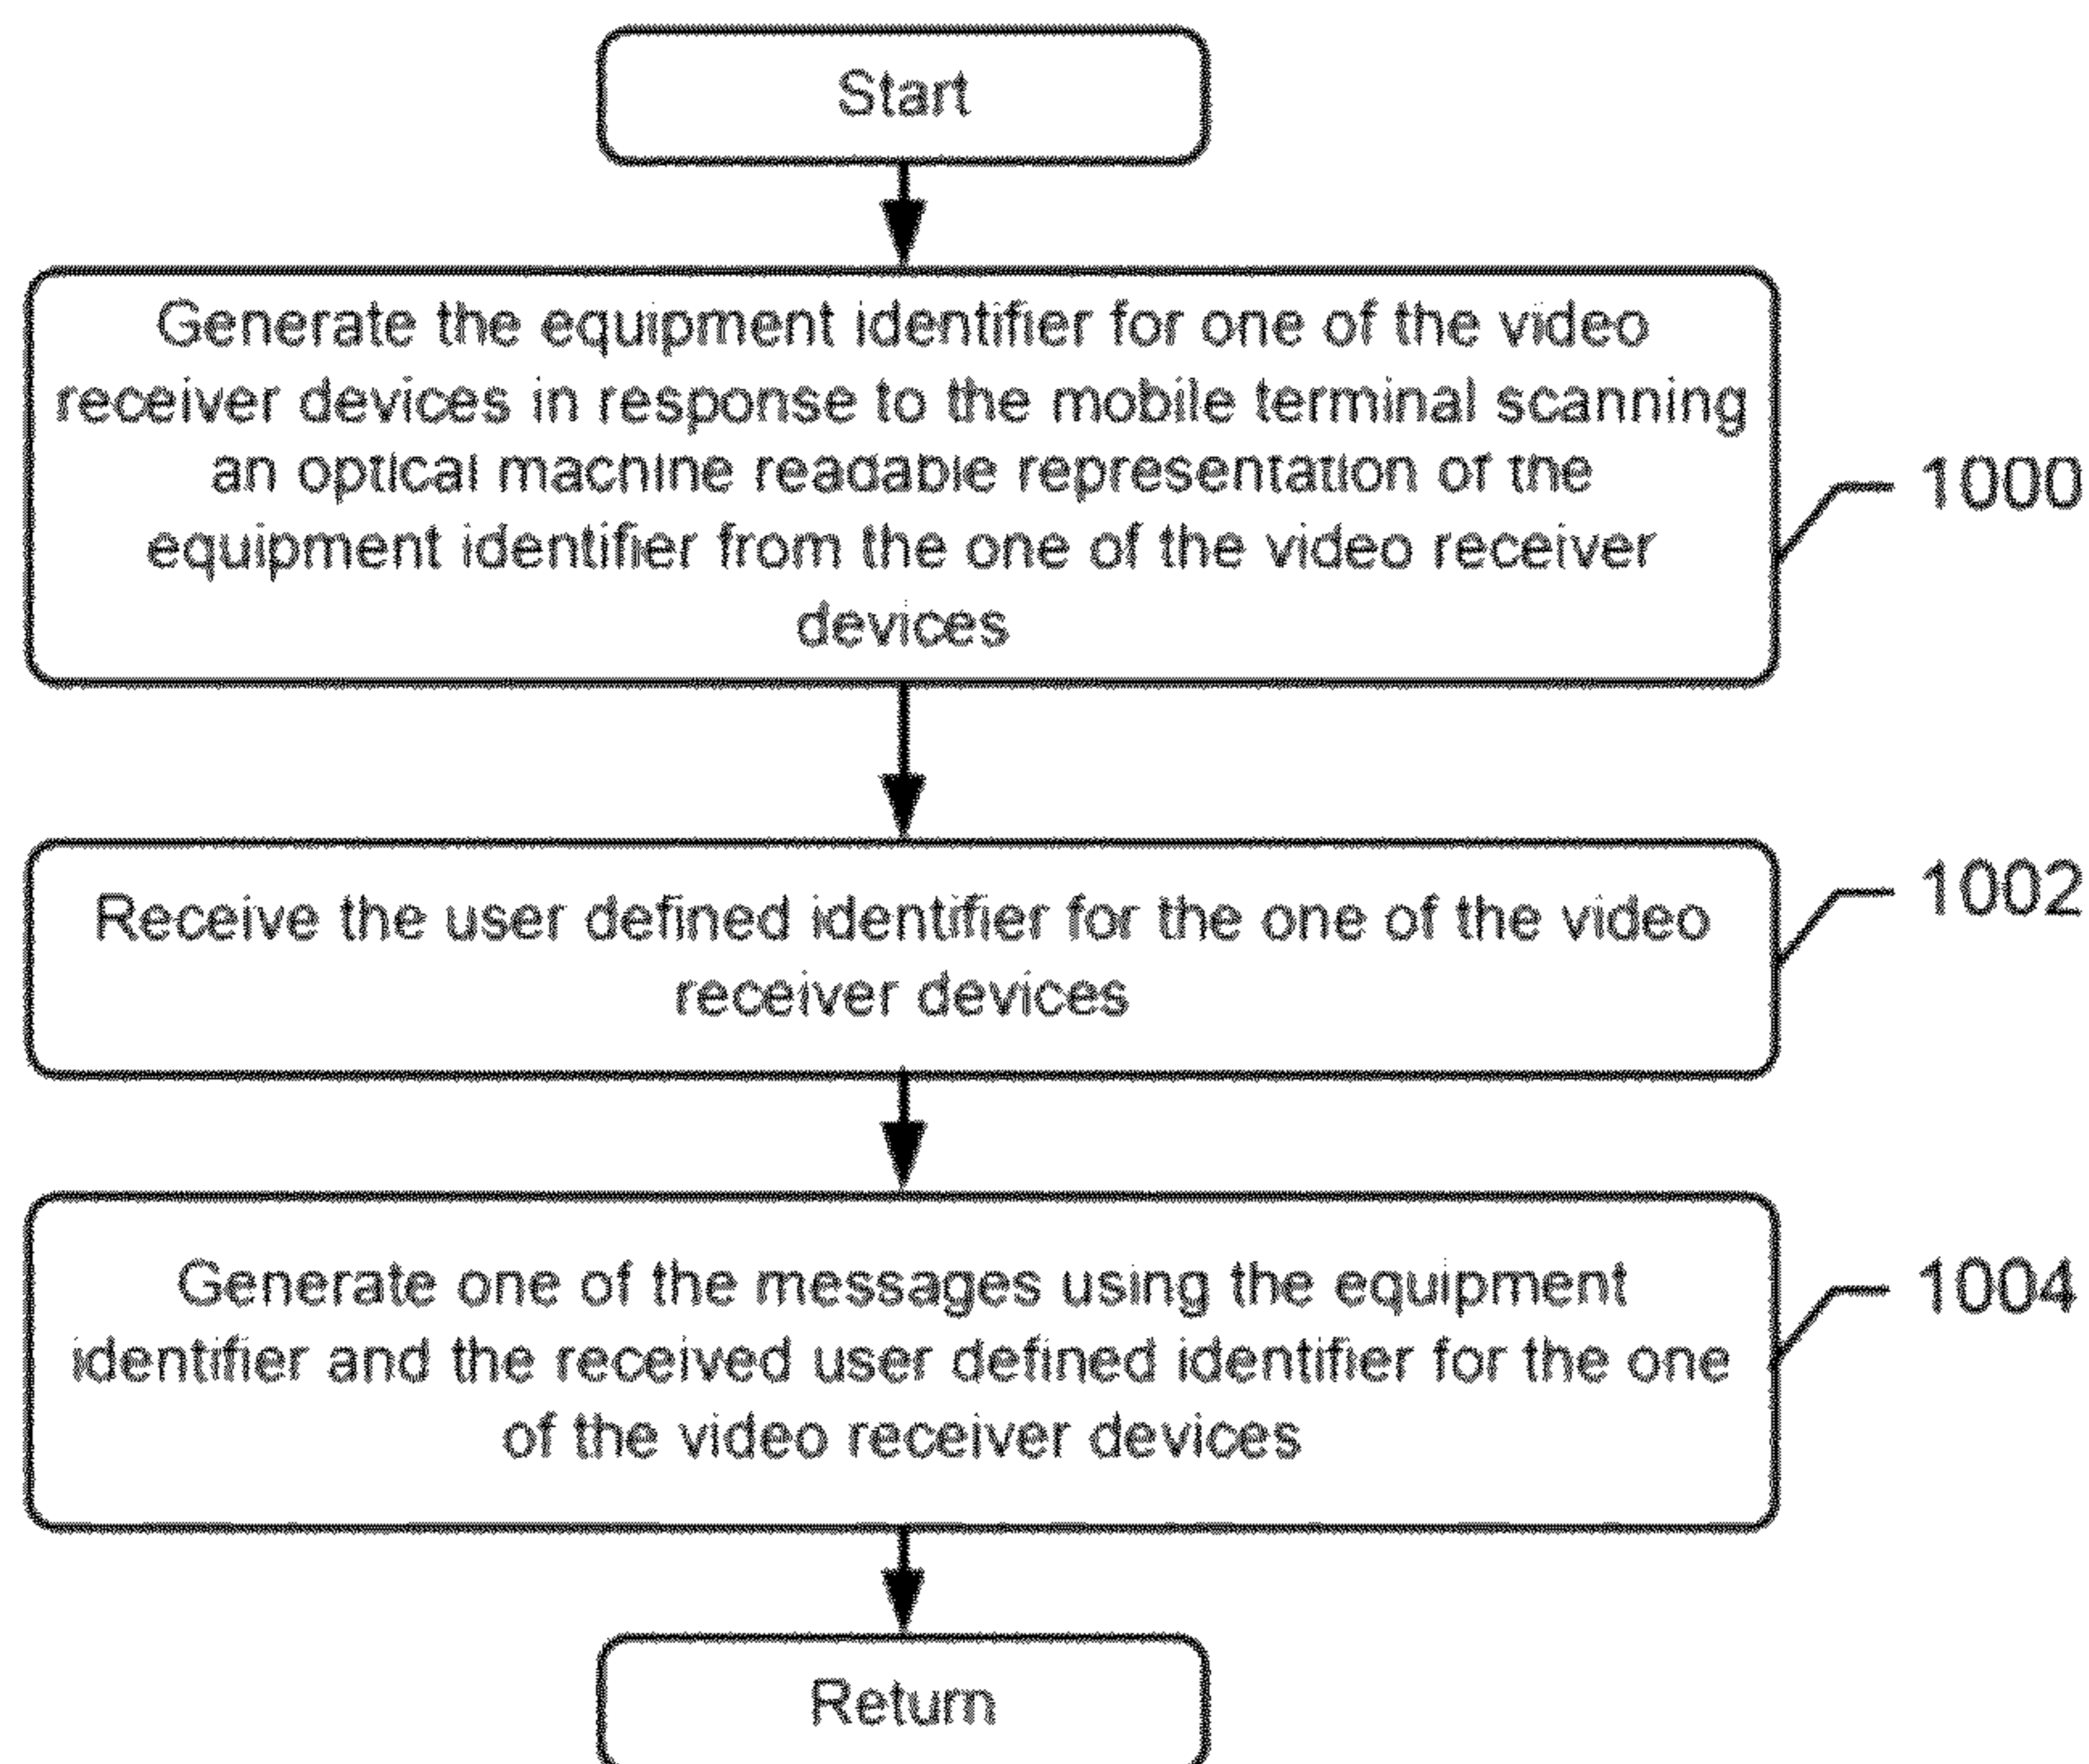 Start
Generate the equipment identifier for one of the video
receiver devices in response to the mobile terminal scanning
an optical machine readable representation of the
equipment identifier from the one of the video receiver
devices
1000
Receive the user defined identifier for the one of the video
receiver devices
1002
Generate one of the messages using the equipment
identifier and the received user defined identifier for the one
of the video receiver devices
1004
Return